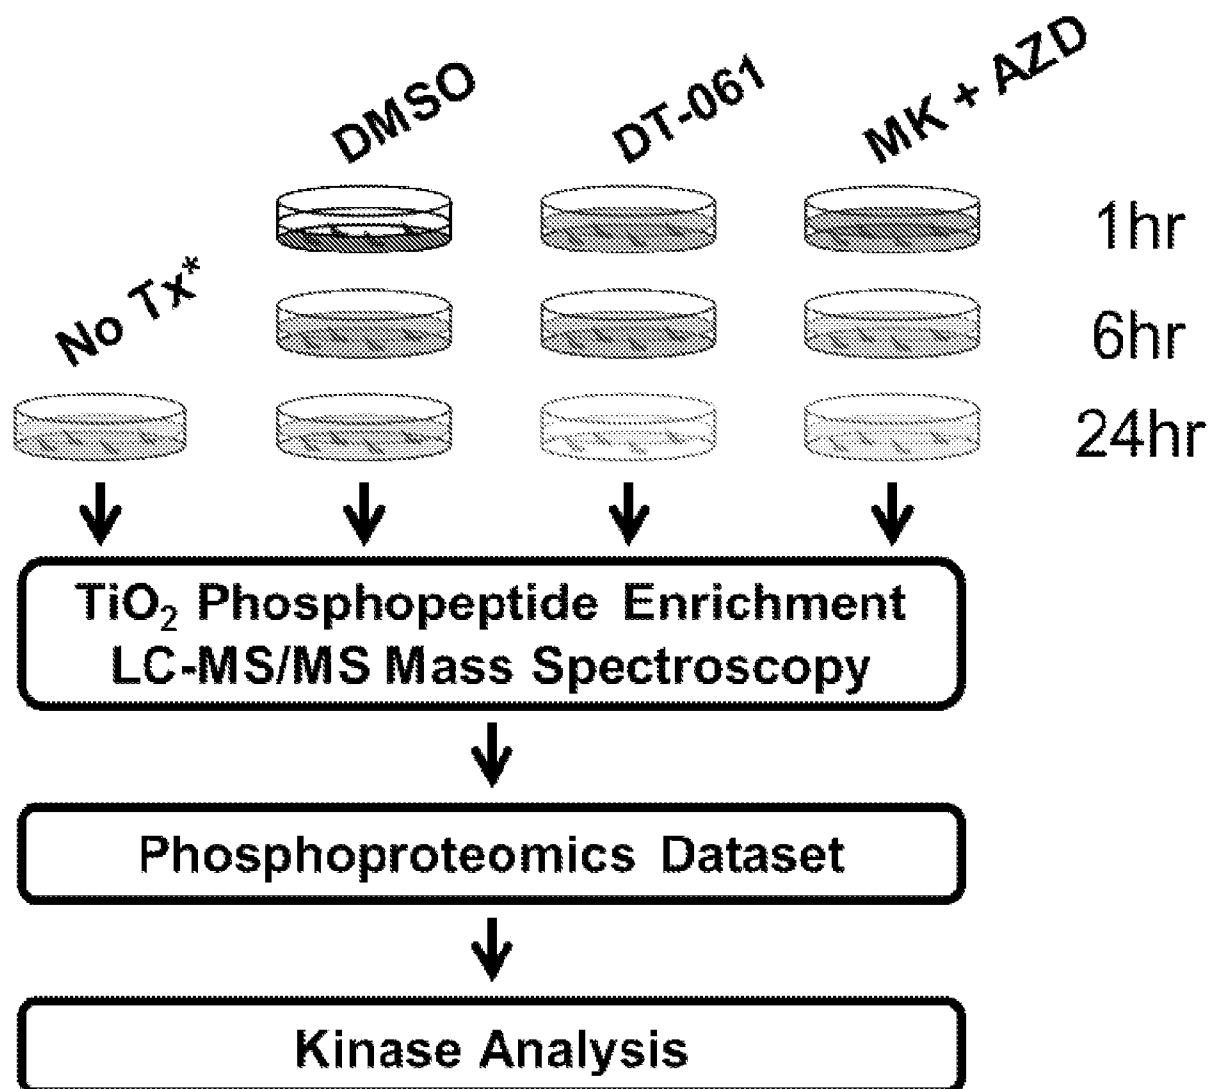 DMSO
DT-061
MK + AZD
1hr
No Tx*
6hr
24hr
TiO₂ Phosphopeptide Enrichment
LC-MS/MS Mass Spectroscopy
Phosphoproteomics Dataset
Kinase Analysis